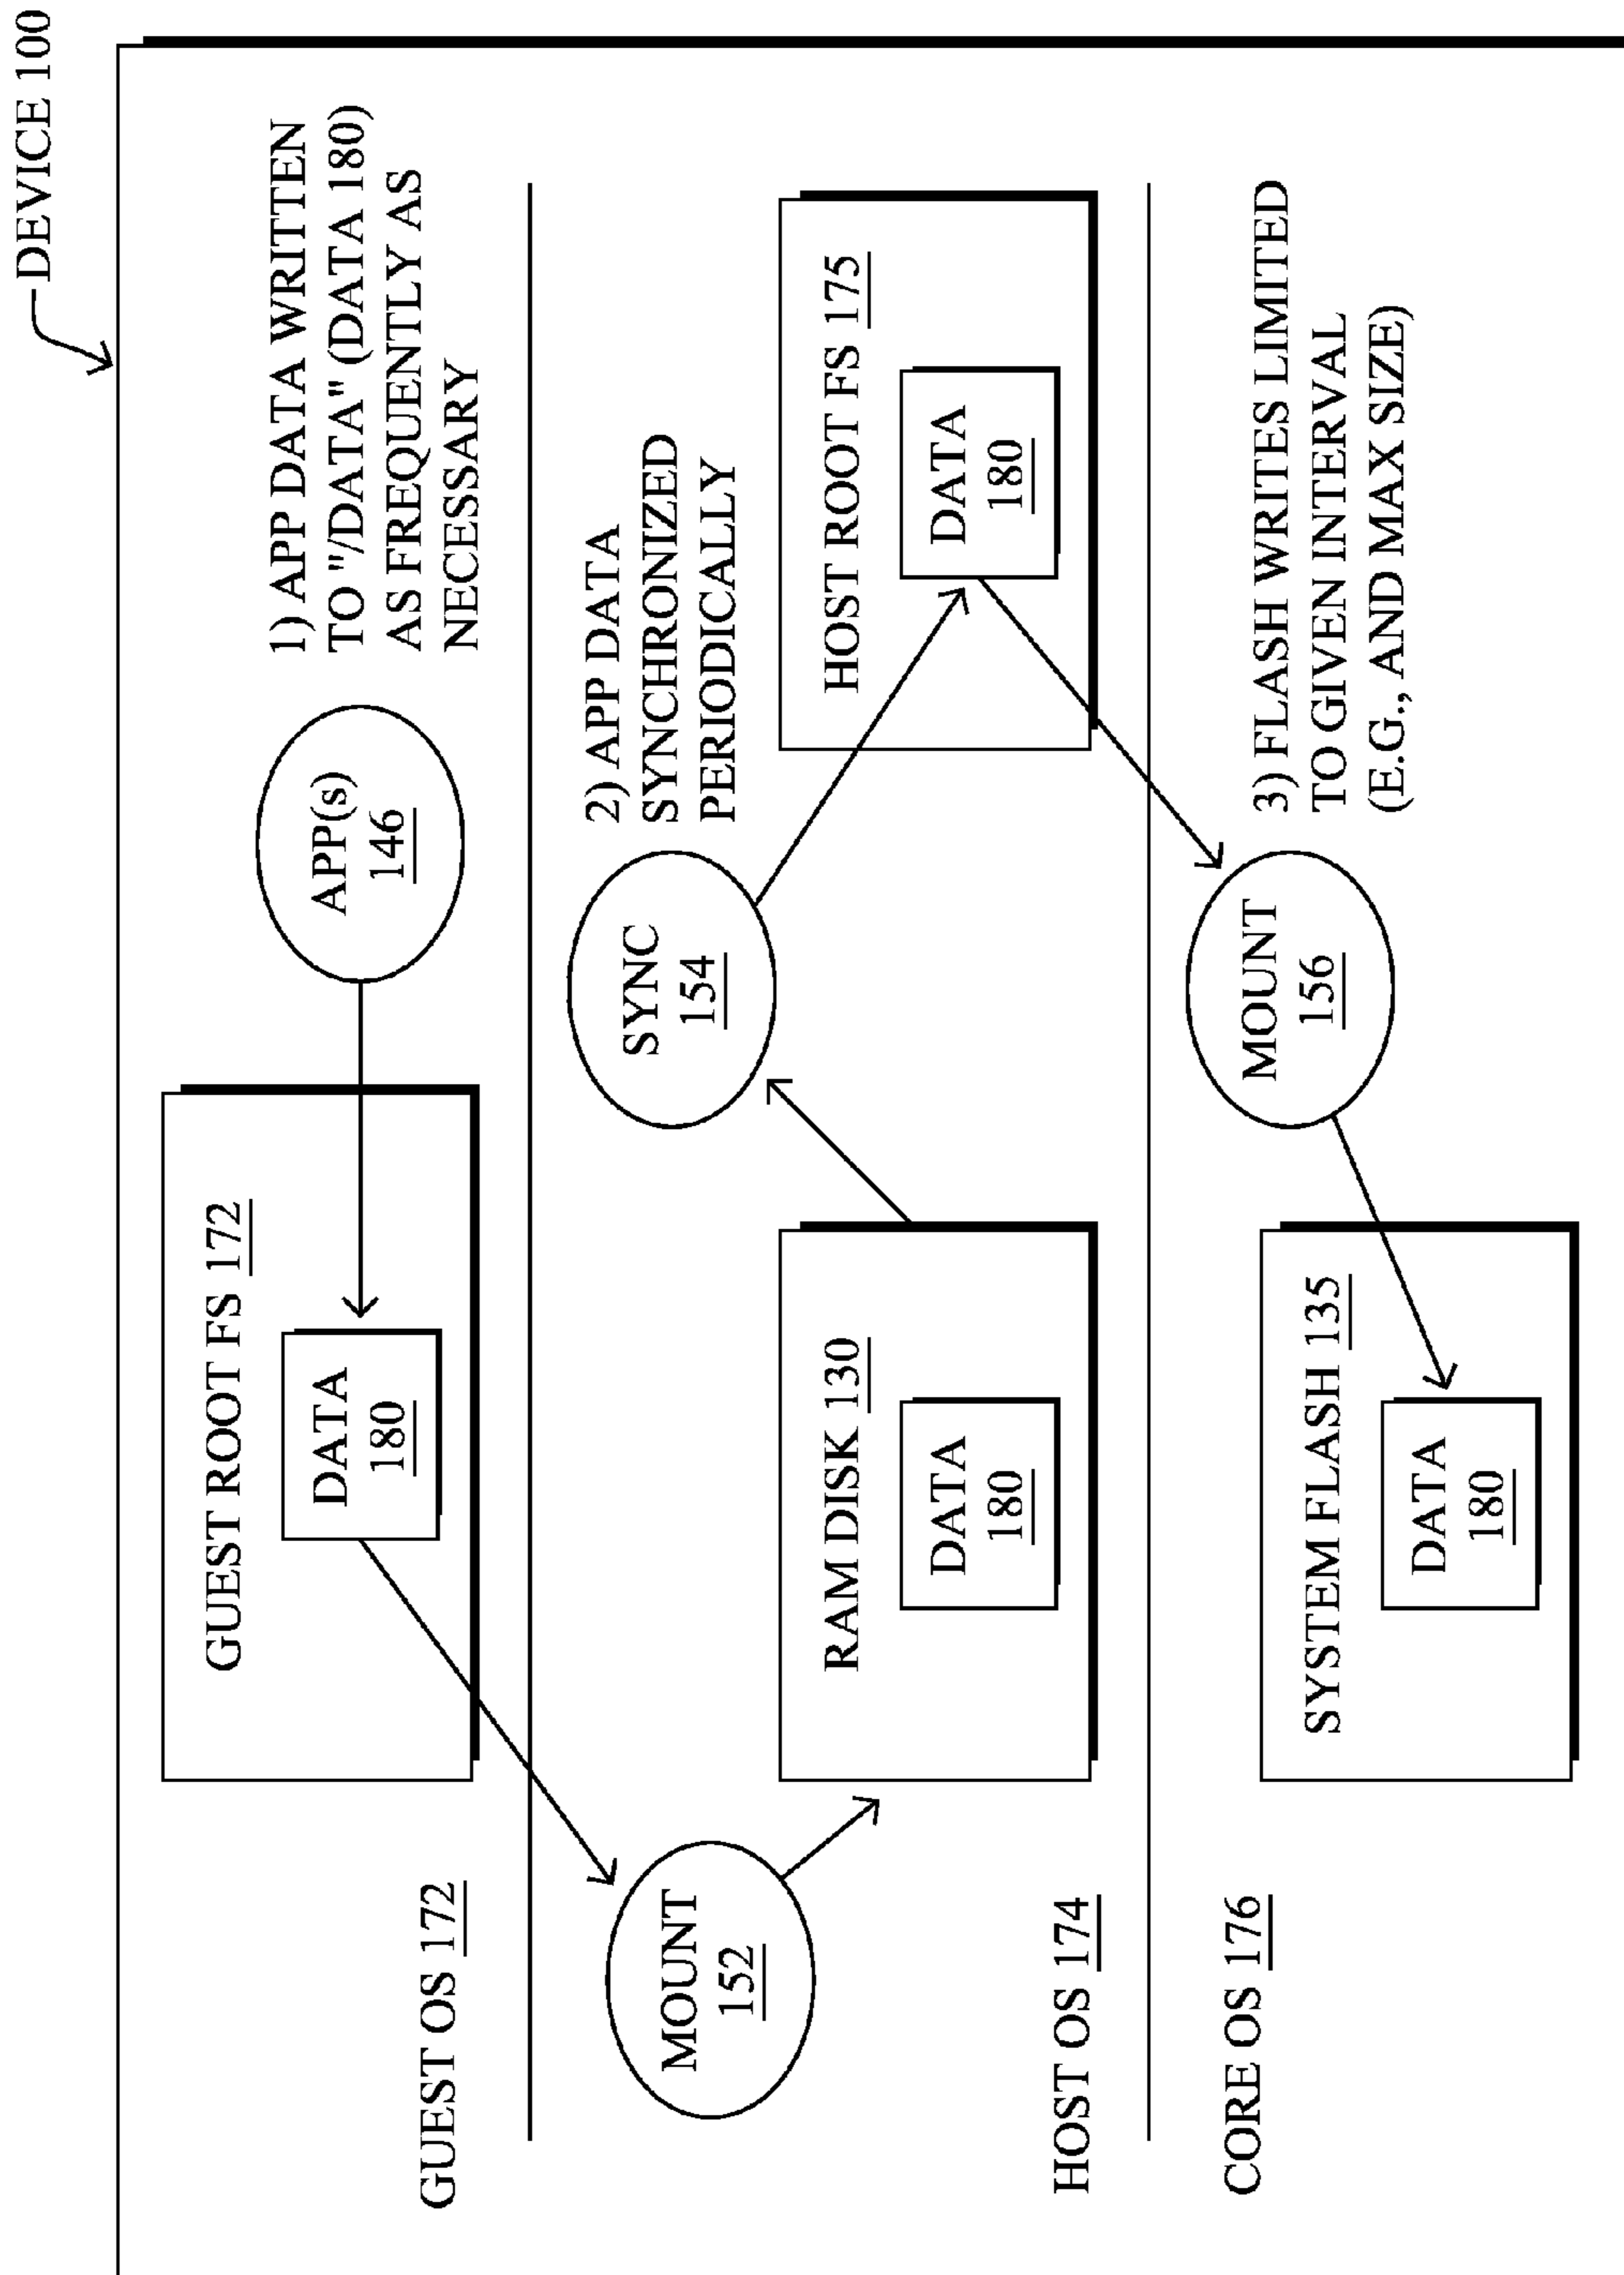 DEVICE 100
1) APP DATA WRITTEN
TO "/DATA" (DATA 180)
AS FREQUENTLY AS
NECESSARY
APP(s)
146
GUEST ROOT FS 172
DATA
180
GUEST OS 172
MOUNT
152
SYNC
154
2) APP DATA
SYNCHRONIZED
PERIODICALLY
RAM DISK 130
DATA
180
HOST ROOT FS 175
DATA
180
HOST OS 174
CORE OS 176
MOUNT
156
3) FLASH WRITES LIMITED
TO GIVEN INTERVAL
(E.G., AND MAX SIZE)
SYSTEM FLASH 135
DATA
180